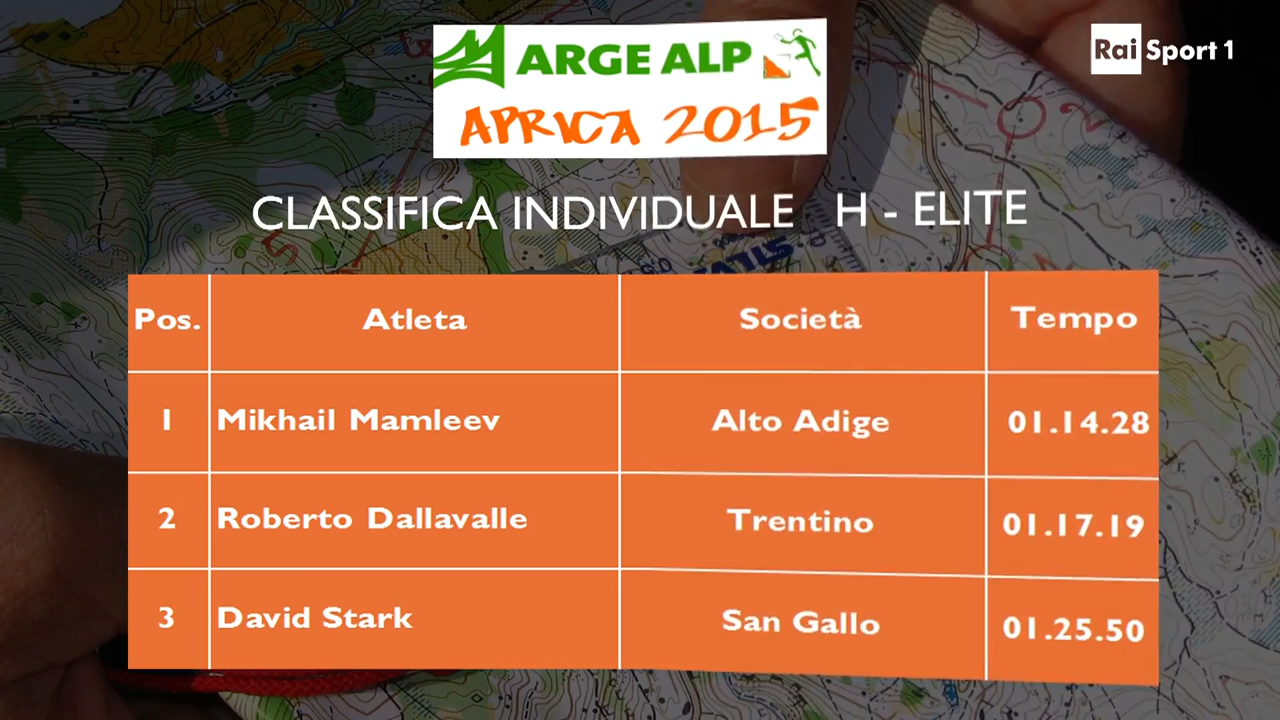 ARGE ALP
APRICA 2015
Rai Sport 1
CLASSIFICA INDIVIDUALE H - ELITE
Pos. Atleta Società Tempo
1 Mikhail Mamleev Alto Adige 01.14.28
2 Roberto Dallavalle Trentino 01.17.19
3 David Stark San Gallo 01.25.50